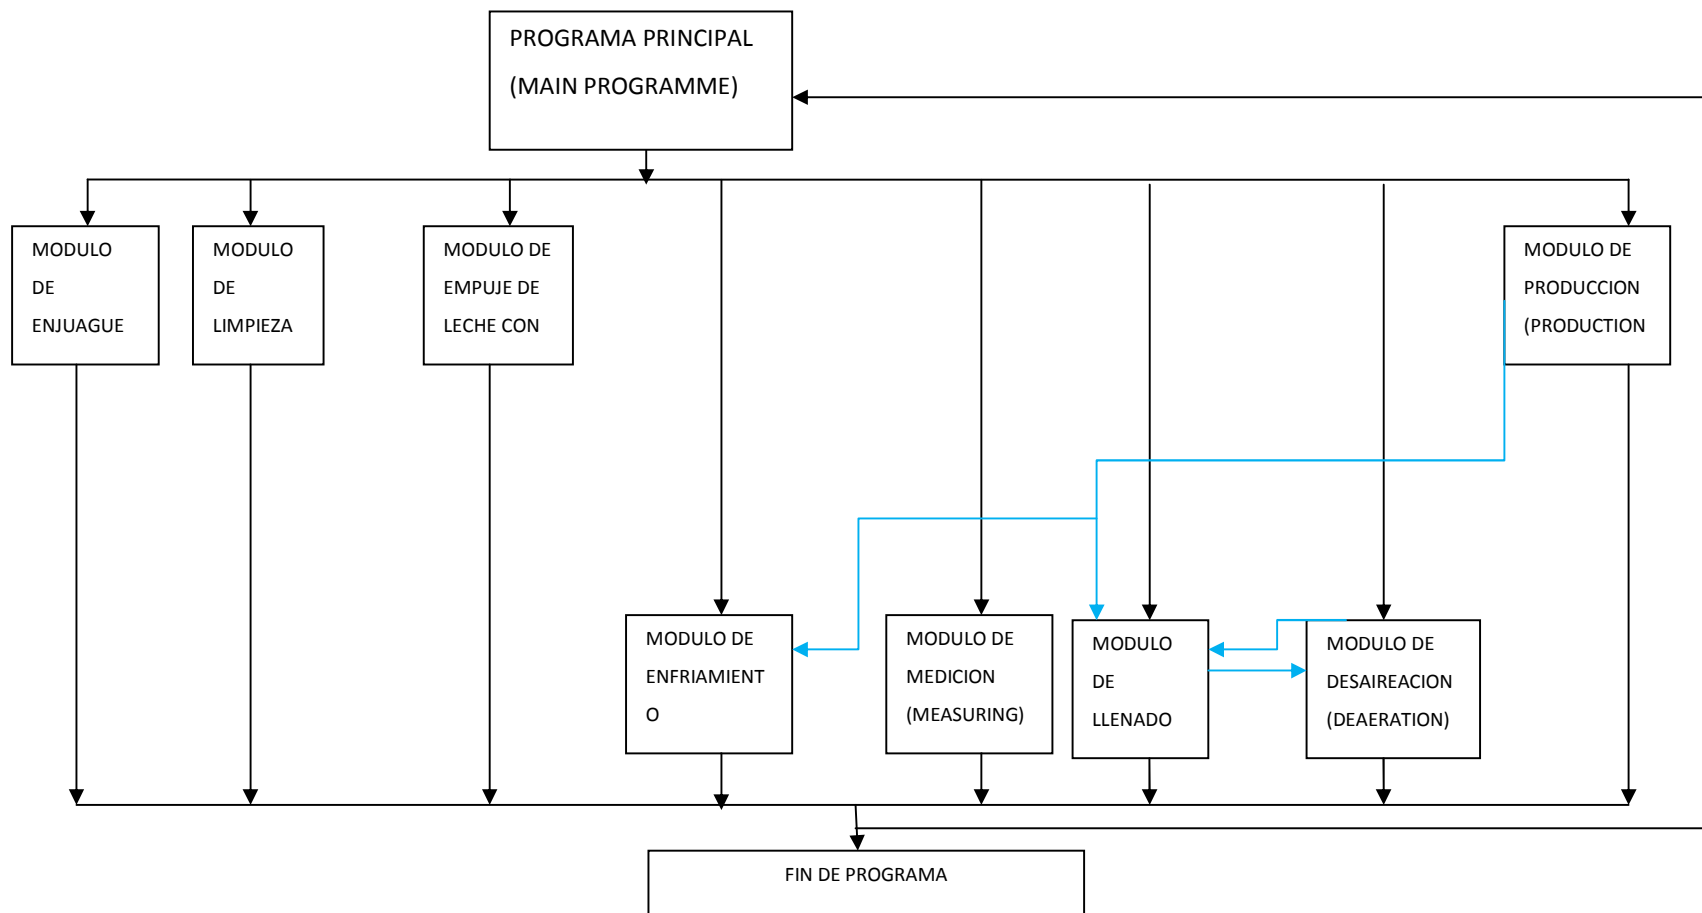 PROGRAMA PRINCIPAL
(MAIN PROGRAMME)
MODULO
DE
ENJUAGUE
MODULO
DE
LIMPIEZA
MODULO DE
EMPUJE DE
LECHE CON
MODULO DE
PRODUCCION
(PRODUCTION
MODULO DE
ENFRIAMIENT
O
MODULO DE
MEDICION
(MEASURING)
MODULO
DE
LLENADO
MODULO DE
DESAIREACION
(DEAERATION)
FIN DE PROGRAMA